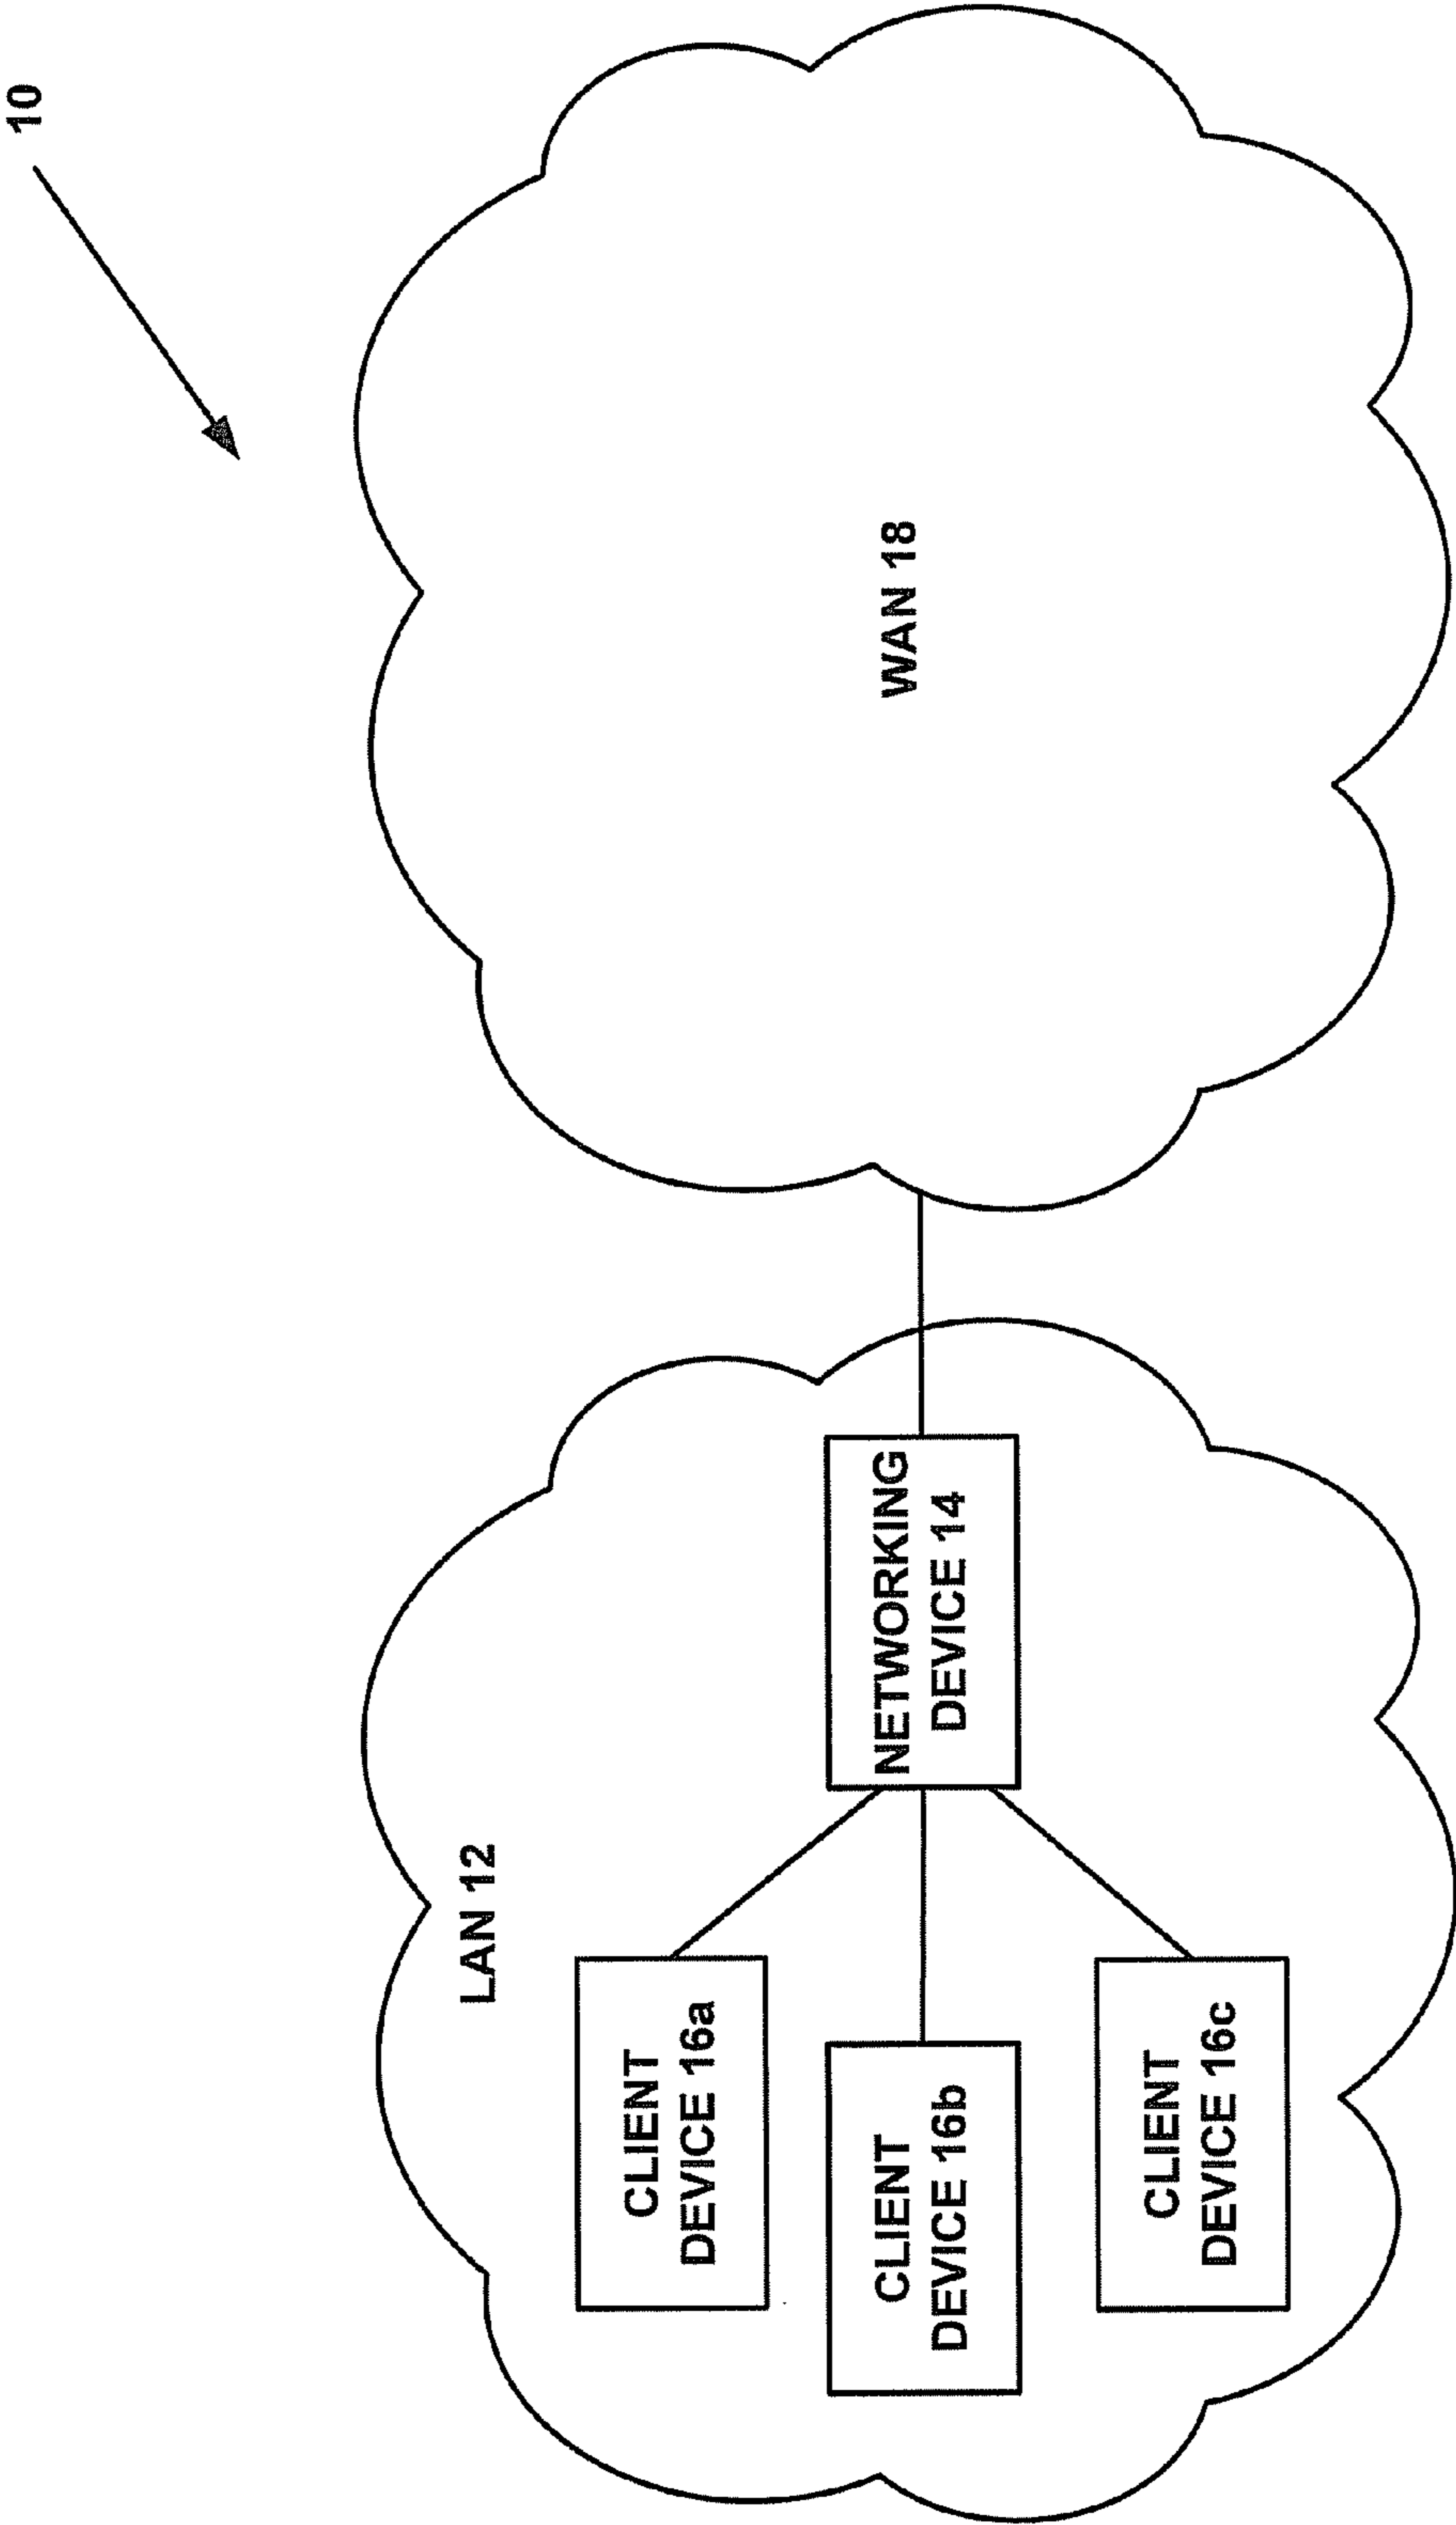 10
LAN 12
CLIENT
DEVICE 16a
CLIENT
DEVICE 16b
CLIENT
DEVICE 16c
NETWORKING
DEVICE 14
WAN 18